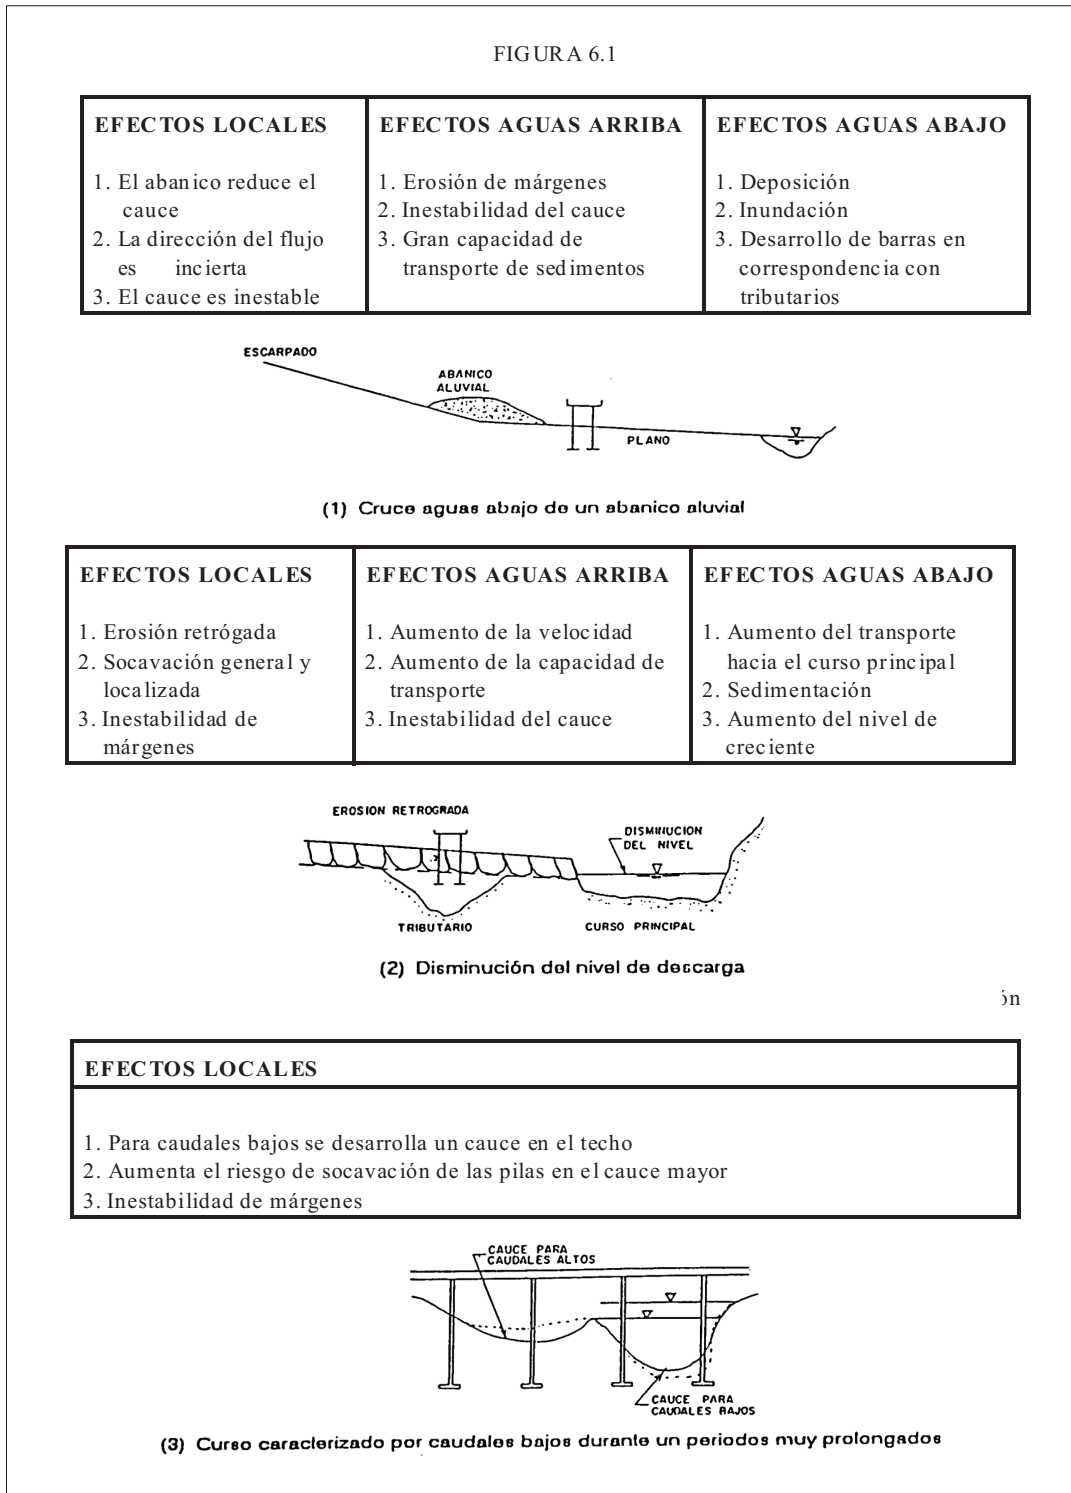 FIGURA 6.1
EFECTOS LOCALES
1. El abanico reduce el
cauce
2. La dirección del flujo
es incierta
3. El cauce es inestable
EFECTOS AGUAS ARRIBA
1. Erosión de márgenes
2. Inestabilidad del cauce
3. Gran capacidad de
transporte de sedimentos
EFECTOS AGUAS ABAJO
1. Deposición
2. Inundación
3. Desarrollo de barras en
correspondencia con
tributarios
ESCARPADO
ABANICO
ALUVIAL
PLANO
(1) Cruce aguas abajo de un abanico aluvial
EFECTOS LOCALES
1. Erosión retrógada
2. Socavación general y
localizada
3. Inestabilidad de
márgenes
EFECTOS AGUAS ARRIBA
1. Aumento de la velocidad
2. Aumento de la capacidad de
transporte
3. Inestabilidad del cauce
EFECTOS AGUAS ABAJO
1. Aumento del transporte
hacia el curso principal
2. Sedimentación
3. Aumento del nivel de
creciente
EROSION RETROGRADA
DISMINUCION
DEL NIVEL
TRIBUTARIO
CURSO PRINCIPAL
(2) Disminución del nivel de descarga
ón
EFECTOS LOCALES
1. Para caudales bajos se desarrolla un cauce en el techo
2. Aumenta el riesgo de socavación de las pilas en el cauce mayor
3. Inestabilidad de márgenes
CAUCE PARA
CAUDALES ALTOS
CAUCE PARA
CAUDALES BAJOS
(3) Curso caracterizado por caudales bajos durante un periodos muy prolongados